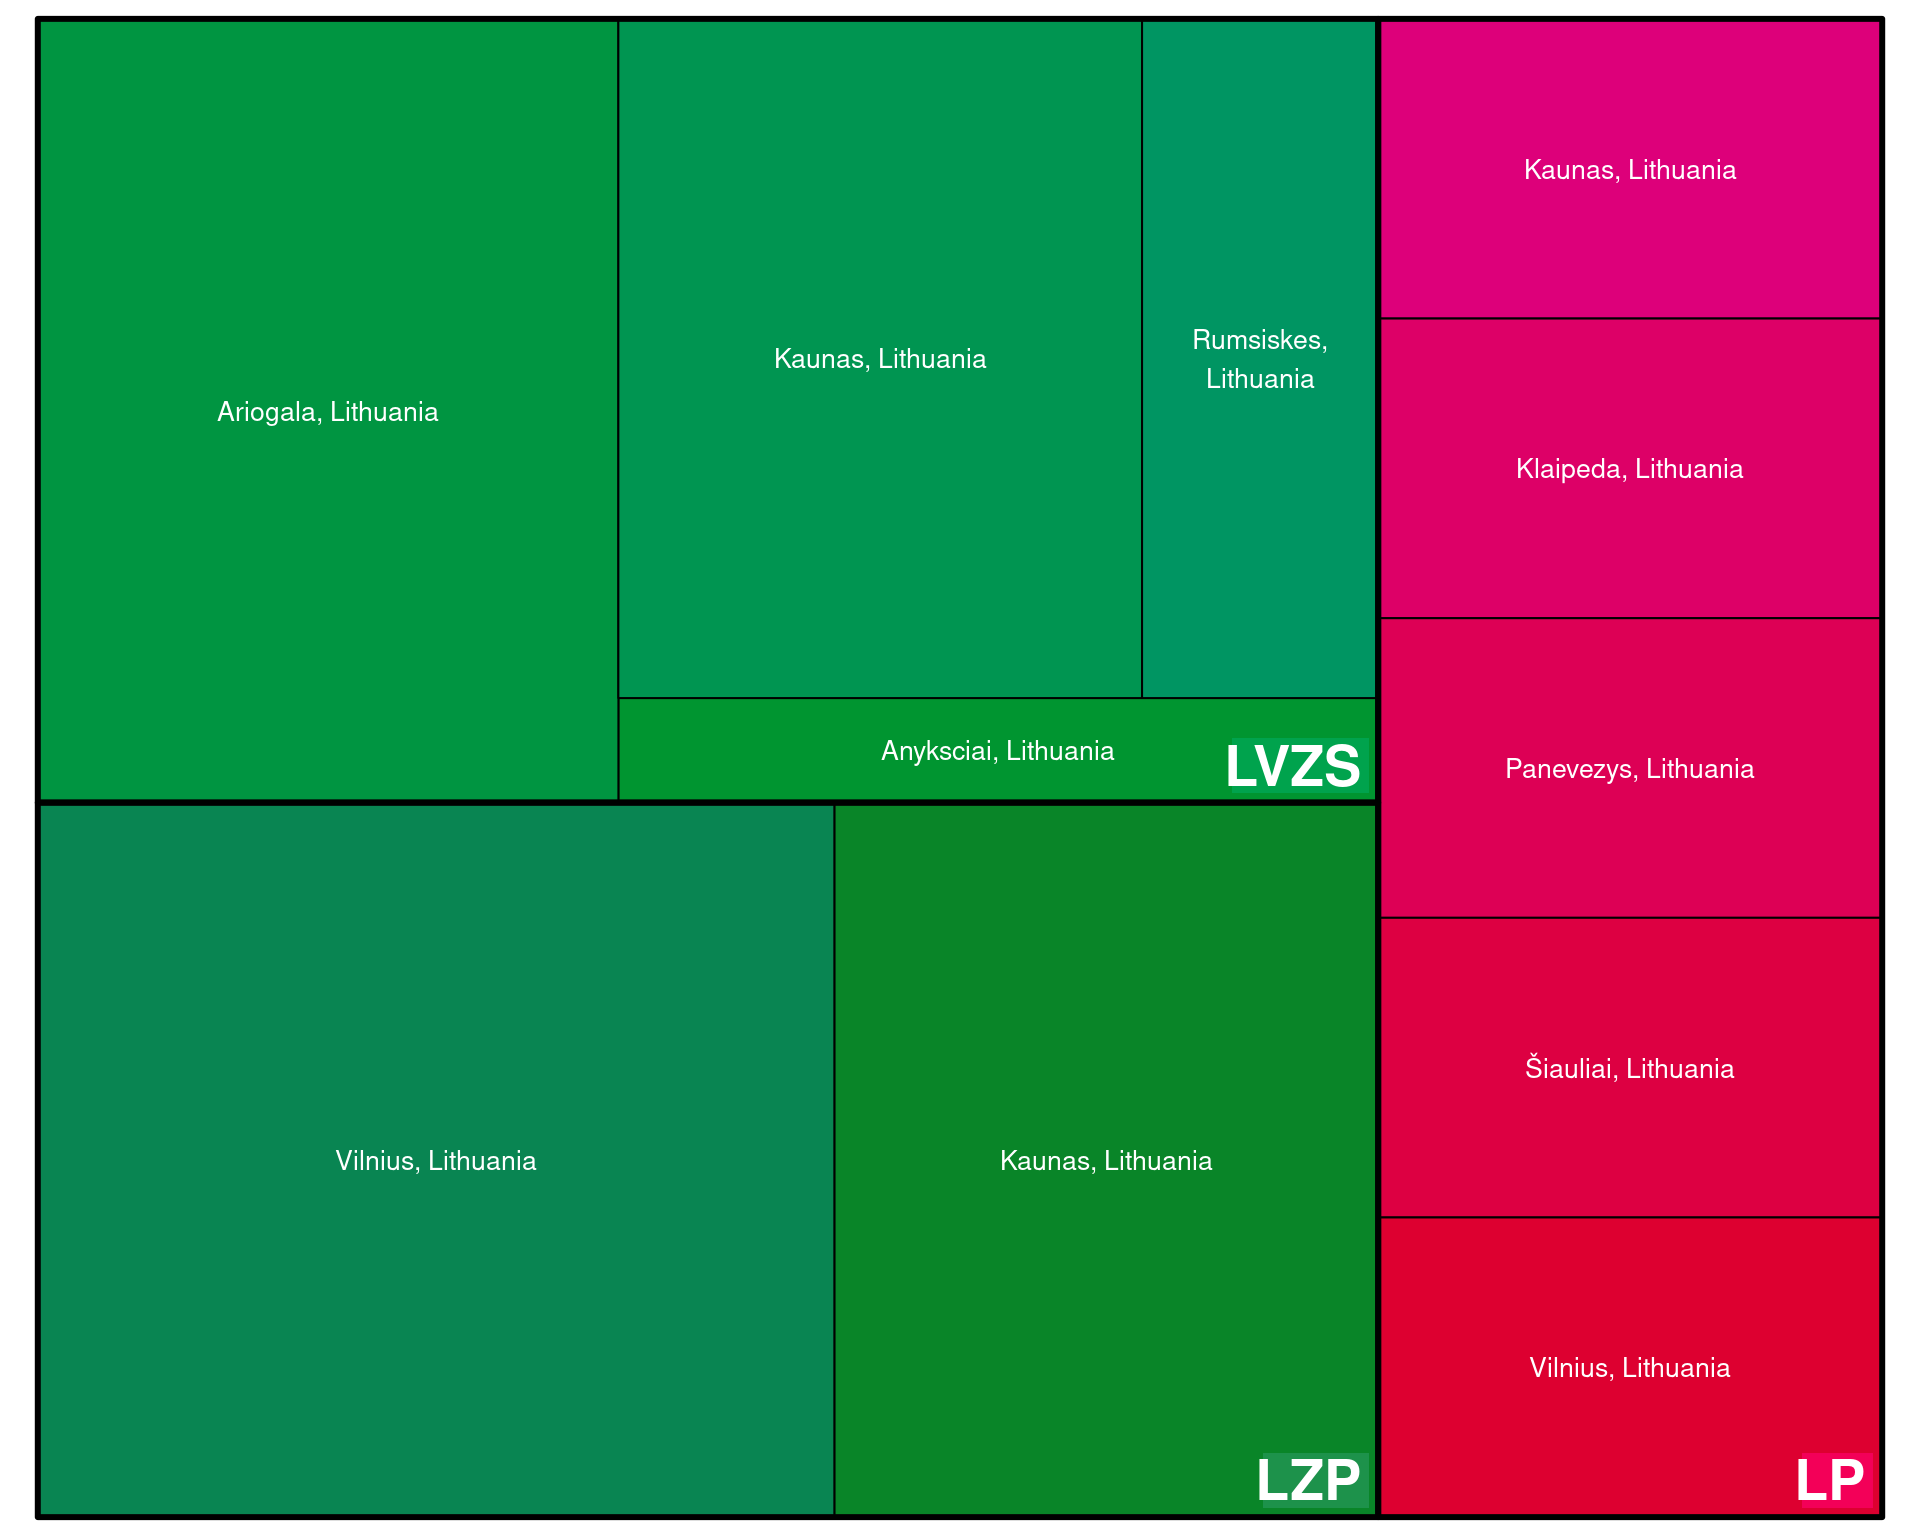 Ariogala, Lithuania
Kaunas, Lithuania
Rumsiskes,
Lithuania
Anyksciai, Lithuania
LVZS
Vilnius, Lithuania
Kaunas, Lithuania
LZP
Kaunas, Lithuania
Klaipeda, Lithuania
Panevezys, Lithuania
Šiauliai, Lithuania
Vilnius, Lithuania
LP